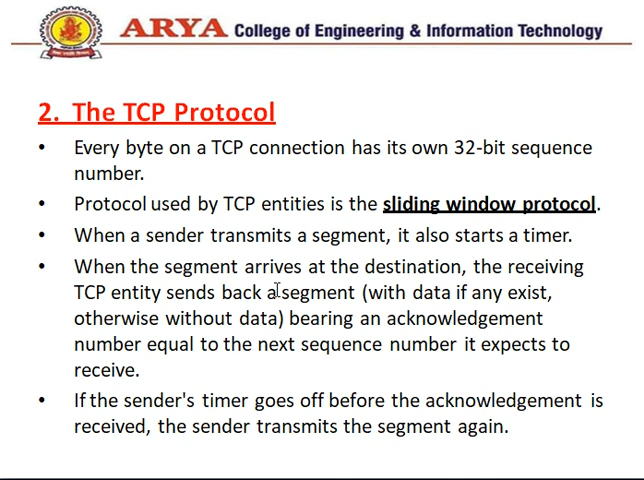 ARYA College of Engineering & Information Technology
2. The TCP Protocol
• Every byte on a TCP connection has its own 32-bit sequence
number.
• Protocol used by TCP entities is the sliding window protocol.
• When a sender transmits a segment, it also starts a timer.
• When the segment arrives at the destination, the receiving
TCP entity sends back a segment (with data if any exist,
otherwise without data) bearing an acknowledgement
number equal to the next sequence number it expects to
receive.
• If the sender's timer goes off before the acknowledgement is
received, the sender transmits the segment again.